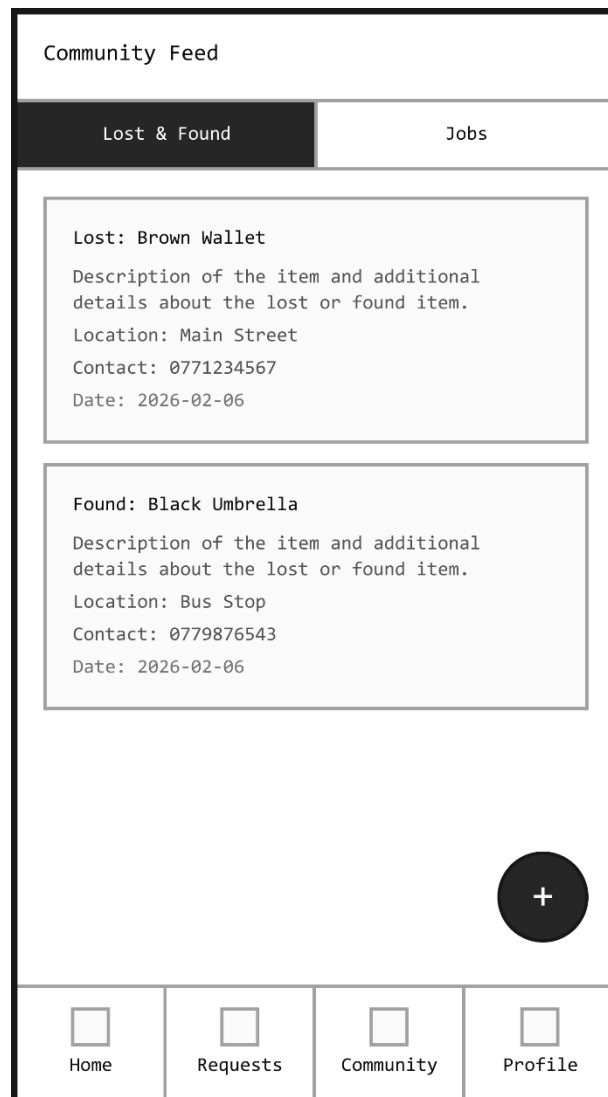 Community Feed
Lost & Found
Jobs
Lost: Brown Wallet
Description of the item and additional
details about the lost or found item.
Location: Main Street
Contact: 0771234567
Date: 2026-02-06
Found: Black Umbrella
Description of the item and additional
details about the lost or found item.
Location: Bus Stop
Contact: 0779876543
Date: 2026-02-06
+
Home
Requests
Community
Profile